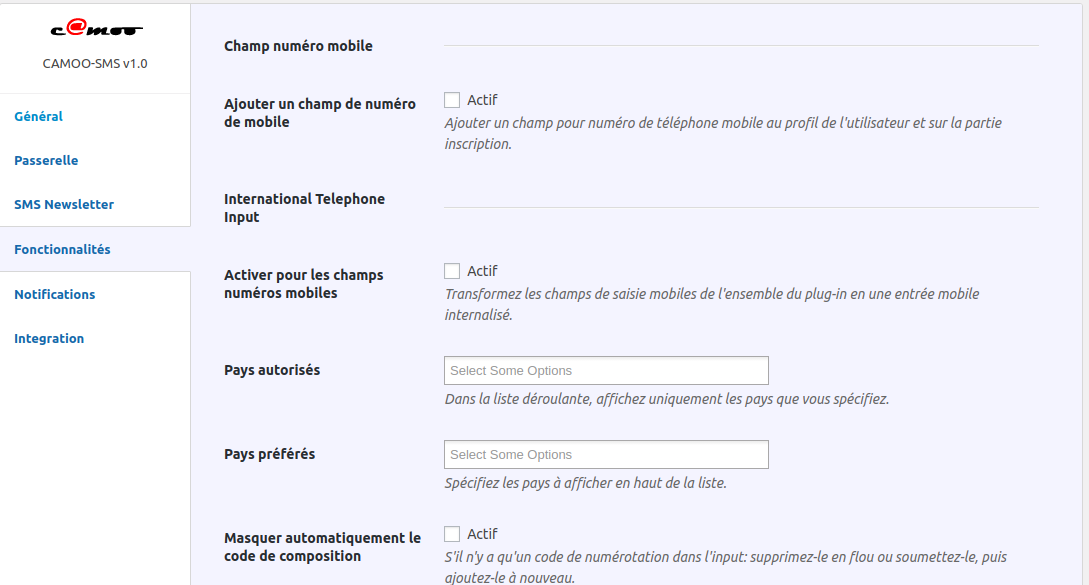 c@moo
CAMOO-SMS v1.0
Général
Passerelle
SMS Newsletter
Fonctionnalités
Notifications
Integration
Champ numéro mobile
Ajouter un champ de numéro
de mobile
Actif
Ajouter un champ pour numéro de téléphone mobile au profil de l'utilisateur et sur la partie
inscription.
International Telephone
Input
Activer pour les champs
numéros mobiles
Actif
Transformez les champs de saisie mobiles de l'ensemble du plug-in en une entrée mobile
internalisé.
Pays autorisés
Select Some Options
Dans la liste déroulante, affichez uniquement les pays que vous spécifiez.
Pays préférés
Select Some Options
Spécifiez les pays à afficher en haut de la liste.
Masquer automatiquement le
code de composition
Actif
S'il n'y a qu'un code de numérotation dans l'input: supprimez-le en flou ou soumettez-le, puis
ajoutez-le à nouveau.